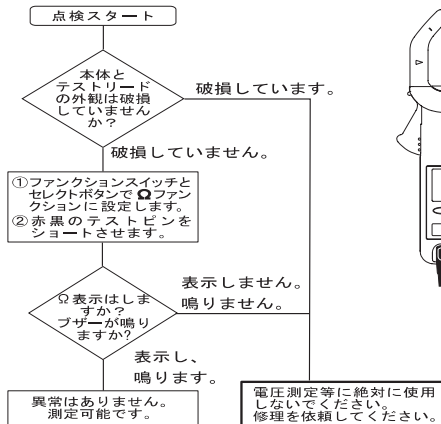 点検スタート
本体と
テストリード
の外観は破損
していません
か？
破損しています。
破損していません。
①ファンクションスイッチと
セレクトボタンでΩファン
クションに設定します。
②赤黒のテストピンを
ショートさせます。
Ω表示はしま
すか？
ブザーが鳴り
ますか?
表示しません。
鳴りません。
表示し、
鳴ります。
異常はありません。
測定可能です。
電圧測定等に絶対に使用
しないでください。
修理を依頼してください。